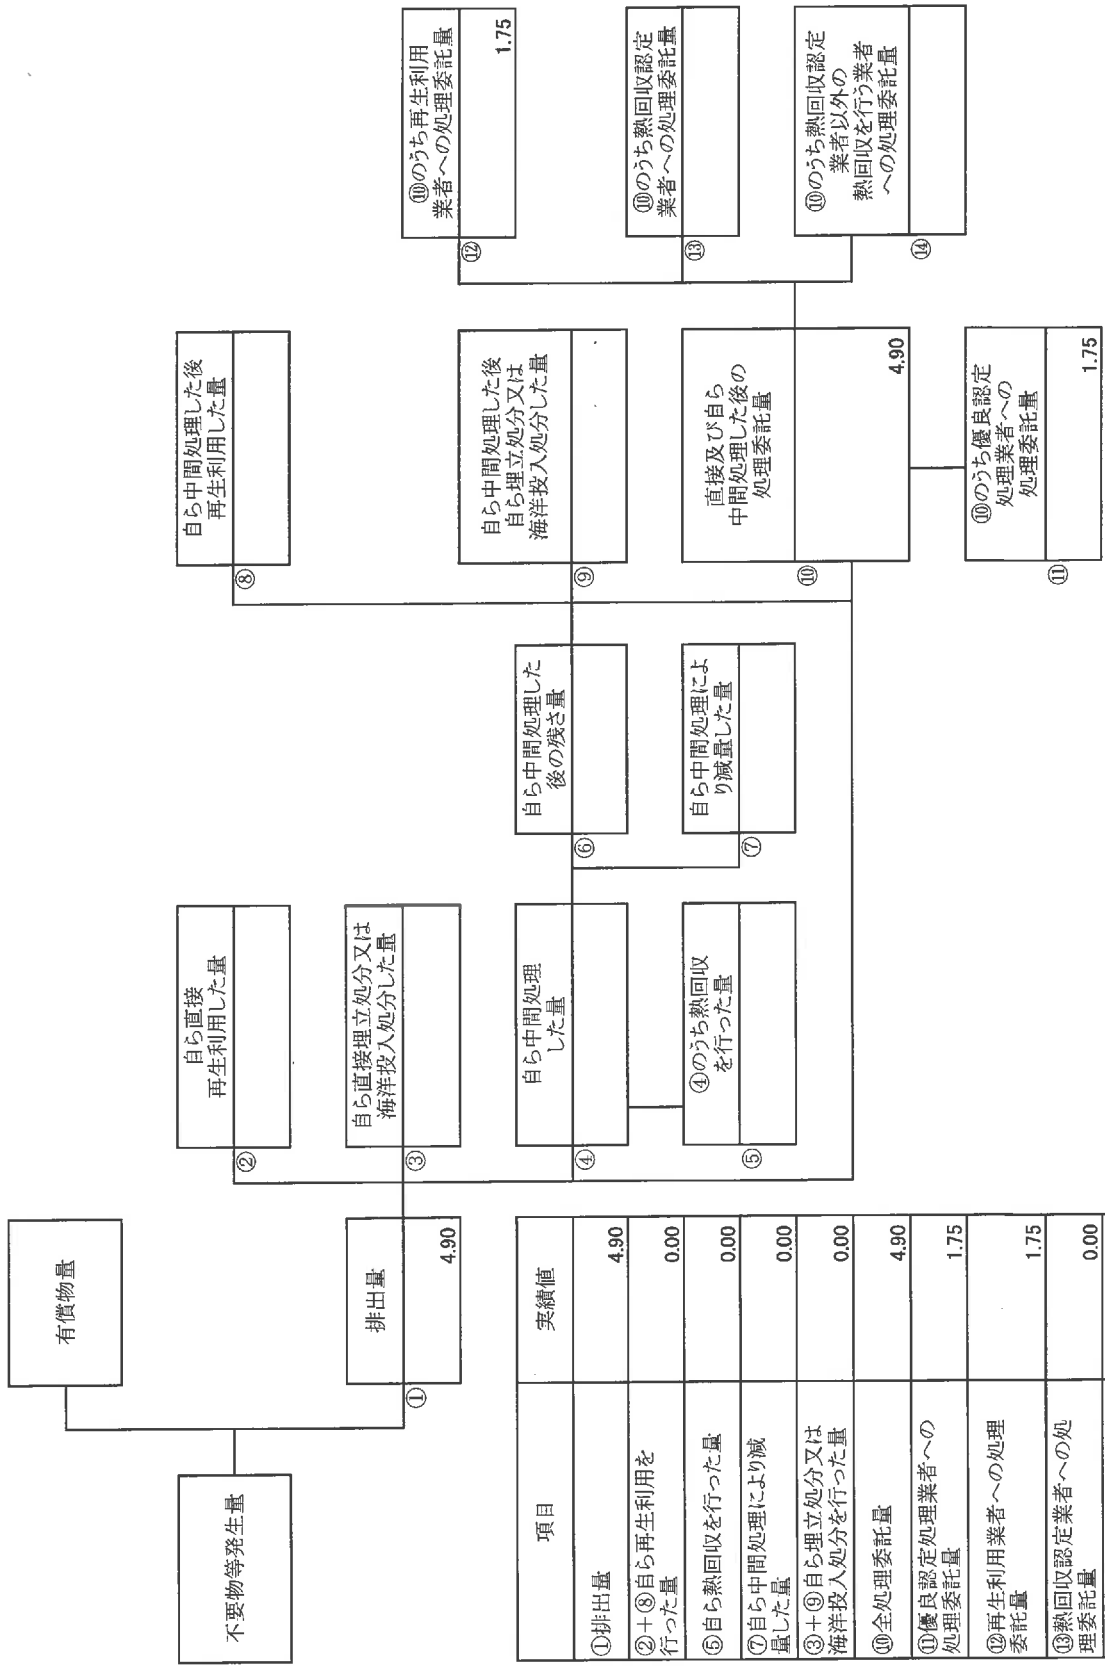 不要物等発生量
有償物量
排出量
①
4.90
自ら直接
再生利用した量
②
自ら直接埋立処分又は
海洋投入処分した量
③
自ら中間処理
した量
④
④のうち熱回収
を行った量
⑤
自ら中間処理した
後の残さ量
⑥
自ら中間処理によ
り減量した量
⑦
自ら中間処理した後
再生利用した量
⑧
自ら中間処理した後
自ら埋立処分又は
海洋投入処分した量
⑨
直接及び自ら
中間処理した後の
処理委託量
⑩
4.90
⑩のうち優良認定
処理業者への
処理委託量
⑪
1.75
⑩のうち再生利用
業者への処理委託量
⑫
1.75
⑩のうち熱回収認定
業者への処理委託量
⑬
⑩のうち熱回収認定
業者以外の
熱回収を行う業者
への処理委託量
⑭
項目 実績値
①排出量 4.90
②+⑧自ら再生利用を
行った量 0.00
⑤自ら熱回収を行った量 0.00
⑦自ら中間処理により減
量した量 0.00
③+⑨自ら埋立処分又は
海洋投入処分を行った量 0.00
⑩全処理委託量 4.90
⑪優良認定処理業者への
処理委託量 1.75
⑫再生利用業者への処理
委託量 1.75
⑬熱回収認定業者への処
理委託量 0.00